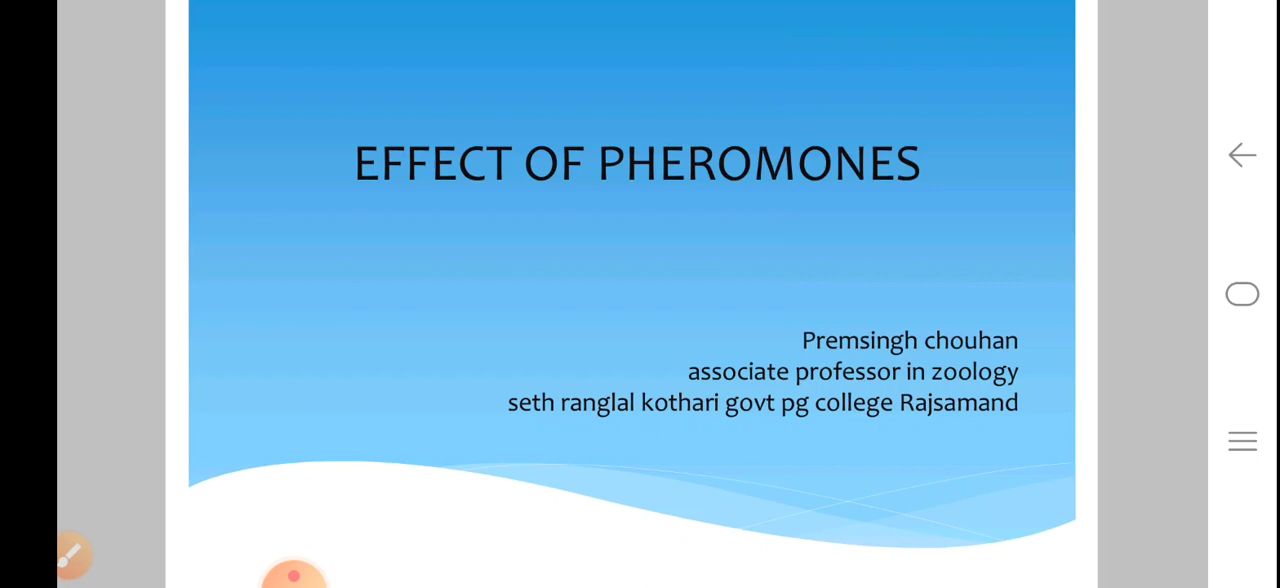 EFFECT OF PHEROMONES
Premsingh chouhan
associate professor in zoology
seth ranglal kothari govt pg college Rajsamand